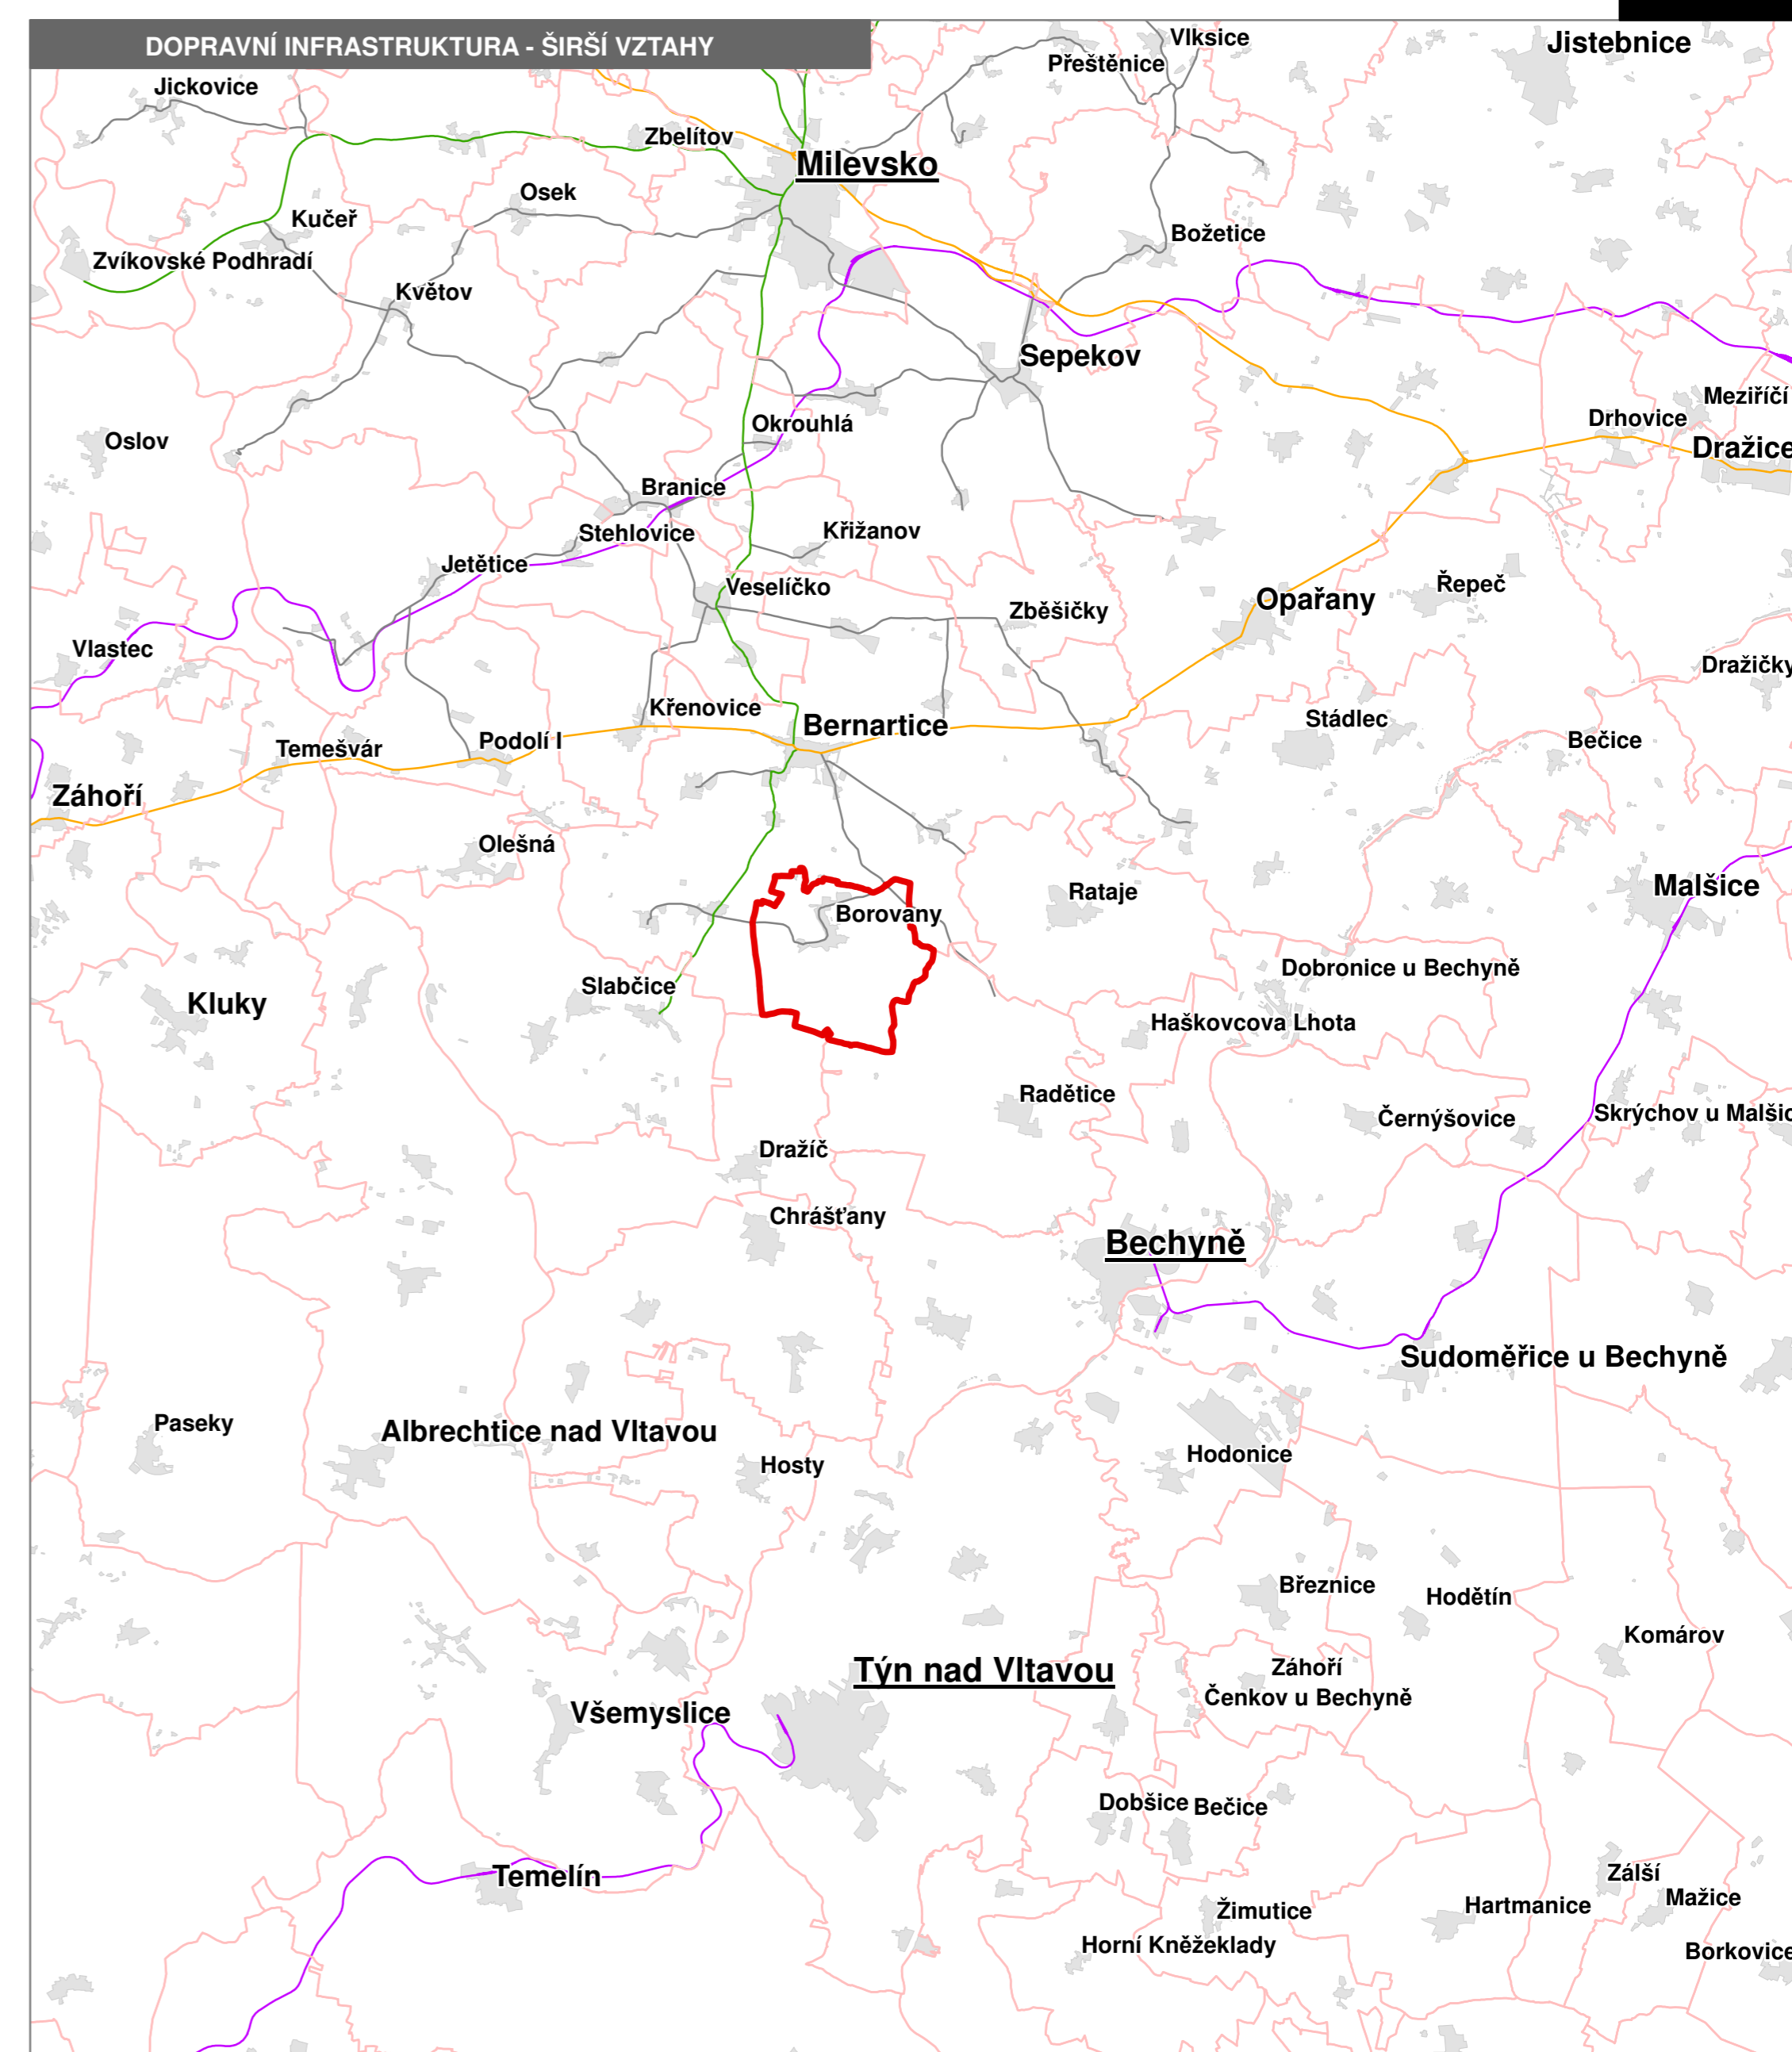 DOPRAVNÍ INFRASTRUKTURA - ŠIRŠÍ VZTAHY
Vlksice
Jistebnice
Přeštěnice
Jickovice
Zbelítov
Milevsko
Osek
Kučeř
Božetice
Zvíkovské Podhradí
Květov
Sepekov
Meziříčí
Drhovice
Okrouhlá
Oslov
Dražice
Branice
Stehlovice
Křižanov
Jetětice
Řepeč
Veselíčko
Opařany
Zběšičky
Vlastec
Dražičky
Křenovice
Stádlec
Bernartice
Podolí I
Bečice
Temešvár
Záhoří
Olešná
Malšice
Rataje
Borovany
Dobronice u Bechyně
Slabčice
Kluky
Haškovcova Lhota
Radětice
Skrýchov u Malšic
Černýšovice
Dražíč
Chrášťany
Bechyně
Sudoměřice u Bechyně
Paseky
Albrechtice nad Vltavou
Hodonice
Hosty
Březnice
Hodětín
Komárov
Záhoří
Týn nad Vltavou
Čenkov u Bechyně
Všemyslice
Dobšice
Bečice
Zálší
Temelín
Mažice
Hartmanice
Žimutice
Horní Kněžeklady
Borkovice